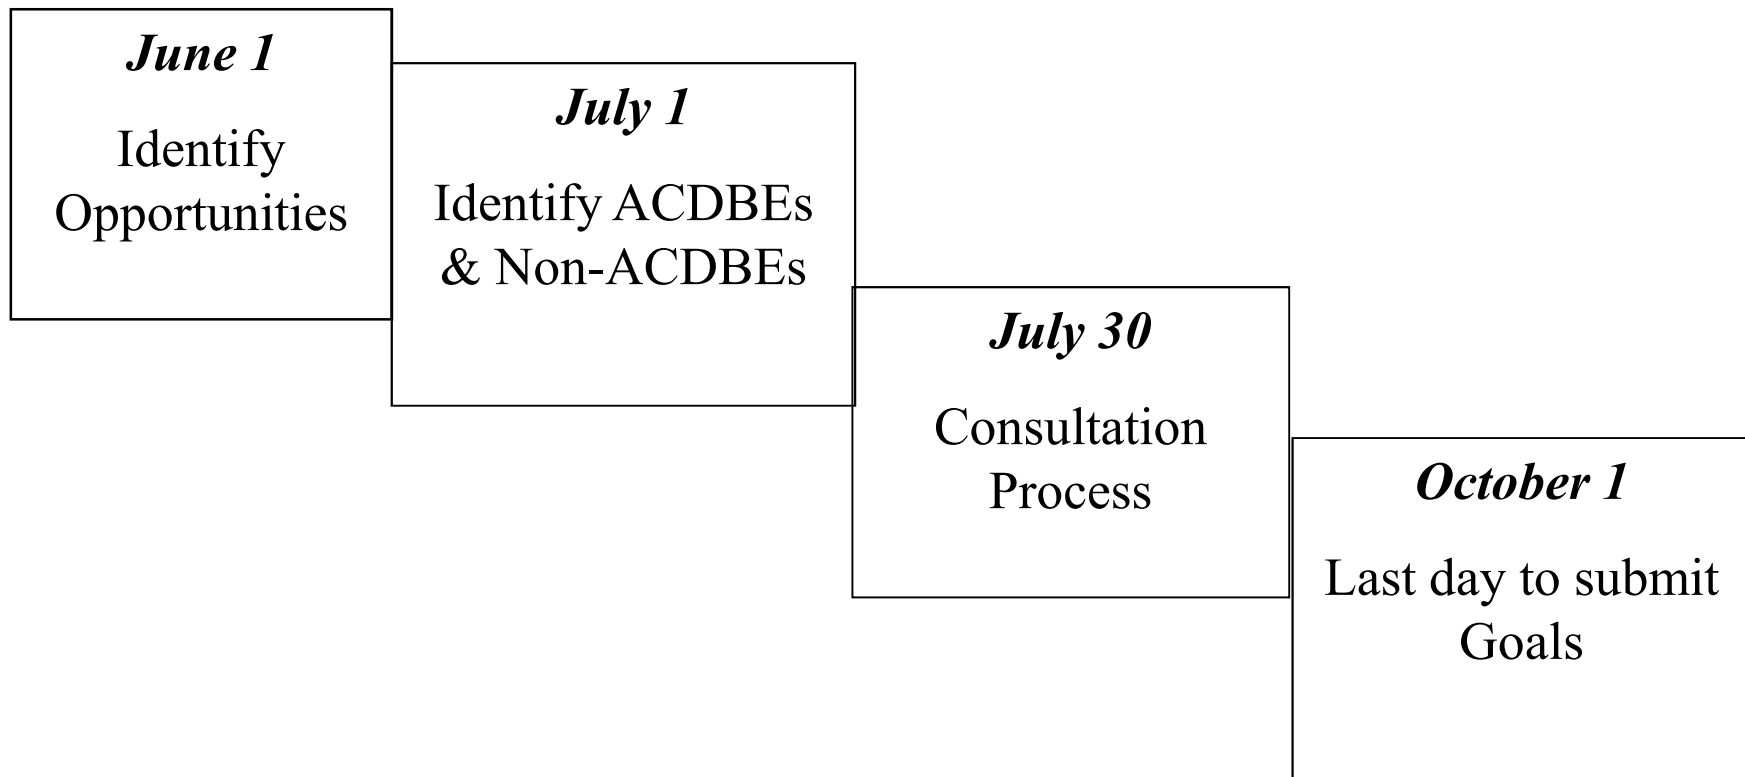 June 1
Identify
Opportunities
July 1
Identify ACDBEs
& Non-ACDBEs
July 30
Consultation
Process
October 1
Last day to submit
Goals